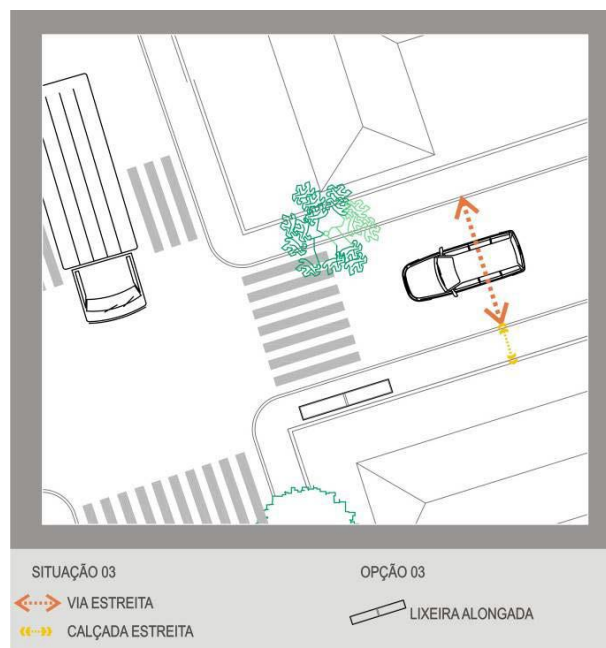 SITUAÇÃO 03
OPÇÃO 03
VIA ESTREITA
LIXEIRA ALONGADA
CALÇADA ESTREITA